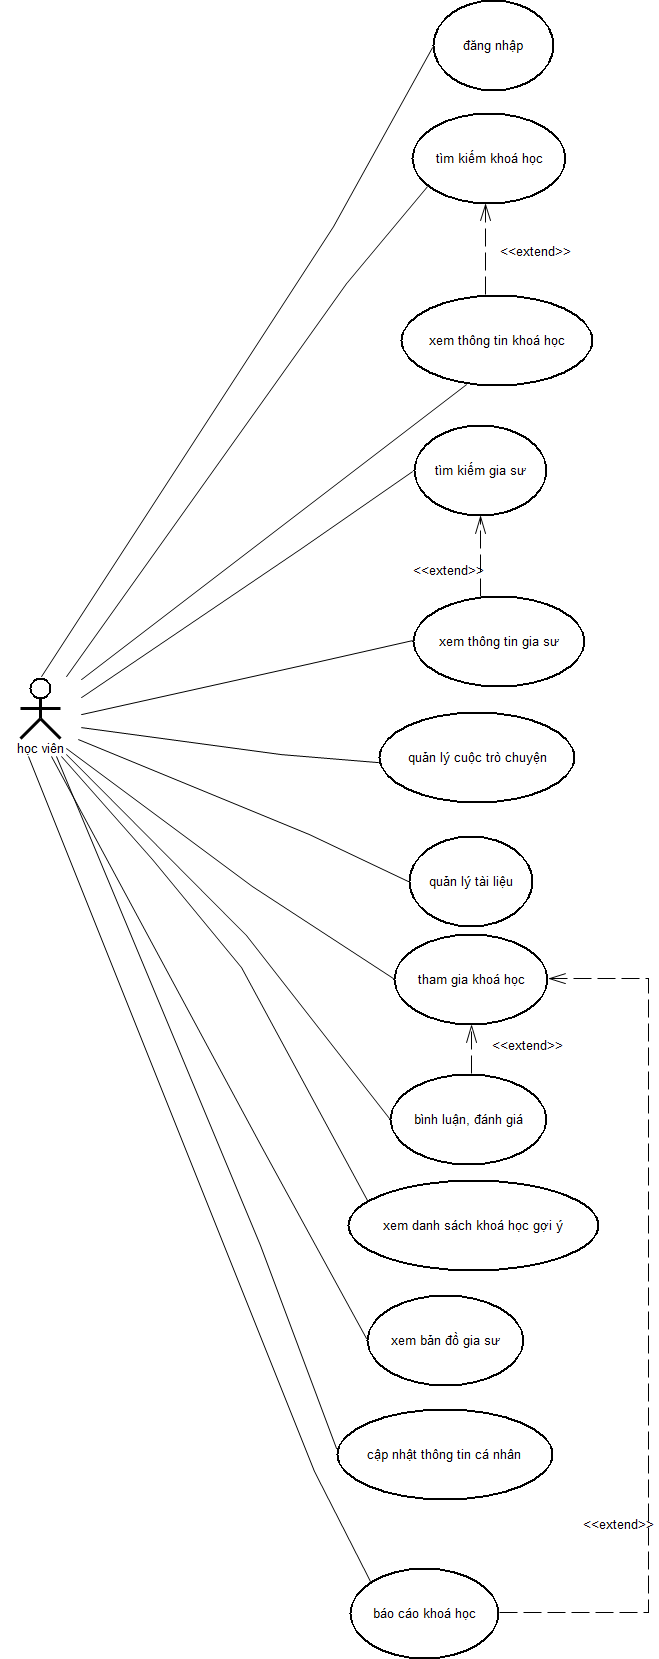 đăng nhập
tìm kiếm khoá học
<<extend>>
xem thông tin khoá học
tìm kiếm gia sư
<<extend>>
xem thông tin gia sư
học viên
quản lý cuộc trò chuyện
quản lý tài liệu
tham gia khoá học
<<extend>>
bình luận, đánh giá
xem danh sách khoá học gợi ý
xem bản đồ gia sư
cập nhật thông tin cá nhân
<<extend>>
báo cáo khoá học